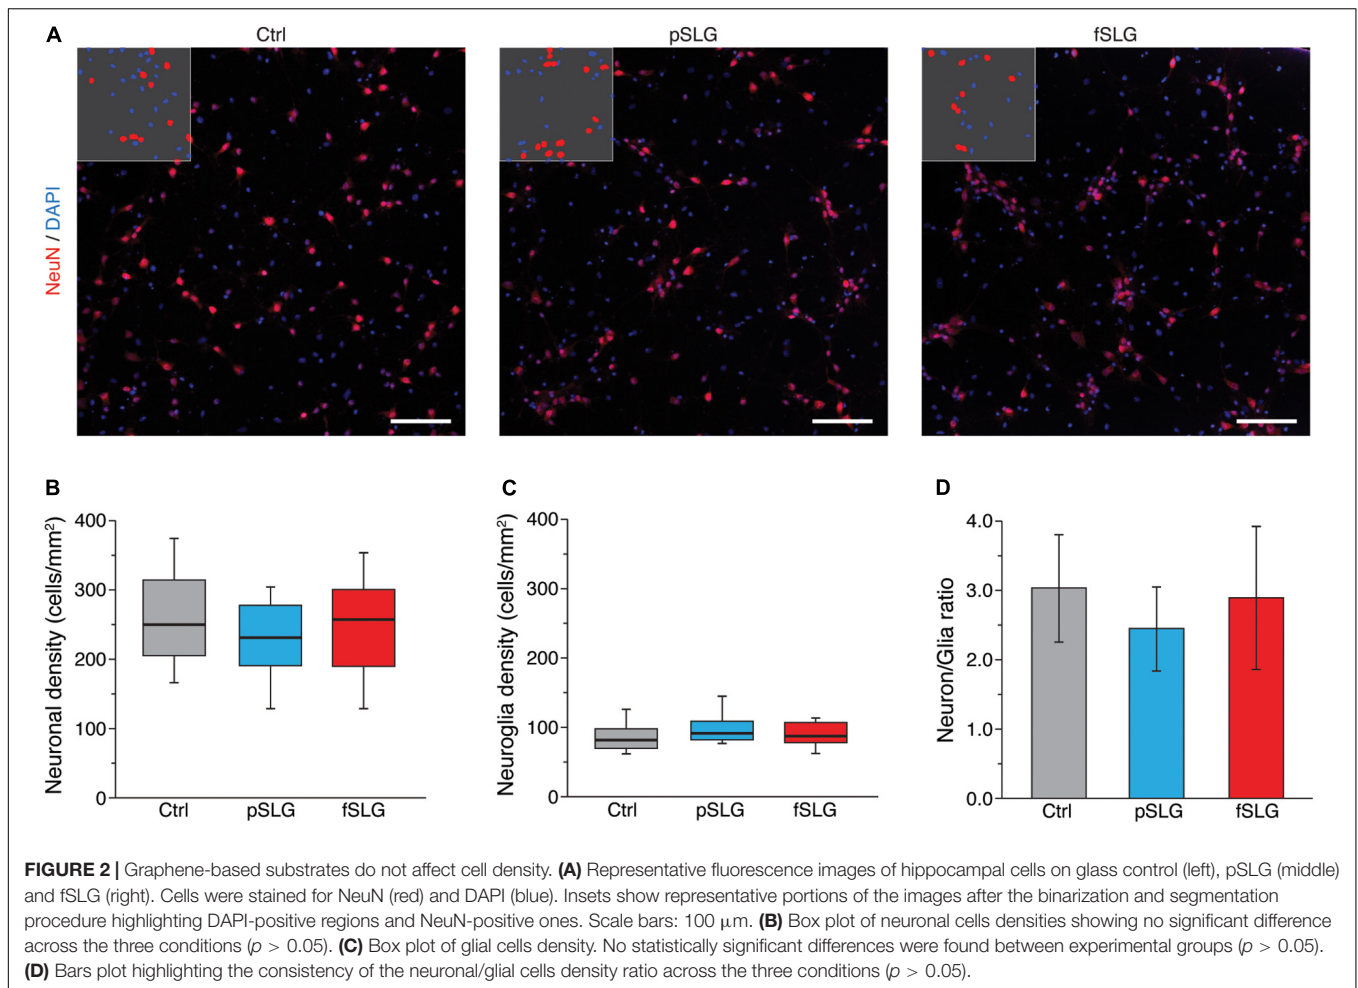 A
Ctrl
pSLG
fSLG
NeuN / DAPI
B
Neuronal density (cells/mm²)
400
300
200
100
0
Ctrl
pSLG
fSLG
C
Neuroglia density (cells/mm²)
400
300
200
100
0
Ctrl
pSLG
fSLG
D
Neuron/Glia ratio
4.0
3.0
2.0
1.0
0.0
Ctrl
pSLG
fSLG
FIGURE 2 | Graphene-based substrates do not affect cell density. (A) Representative fluorescence images of hippocampal cells on glass control (left), pSLG (middle)
and fSLG (right). Cells were stained for NeuN (red) and DAPI (blue). Insets show representative portions of the images after the binarization and segmentation
procedure highlighting DAPI-positive regions and NeuN-positive ones. Scale bars: 100 μm. (B) Box plot of neuronal cells densities showing no significant difference
across the three conditions (p > 0.05). (C) Box plot of glial cells density. No statistically significant differences were found between experimental groups (p > 0.05).
(D) Bars plot highlighting the consistency of the neuronal/glial cells density ratio across the three conditions (p > 0.05).